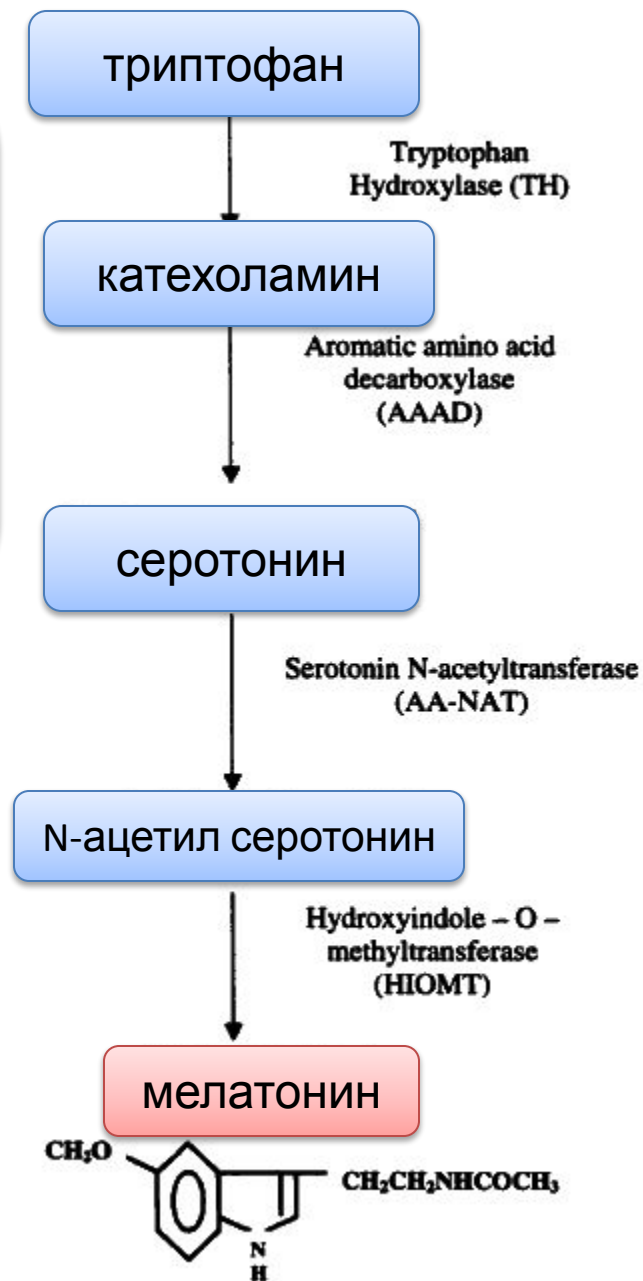 триптофан
Tryptophan
Hydroxylase (TH)
катехоламин
Aromatic amino acid
decarboxylase
(AAAD)
серотонин
Serotonin N-acetyltransferase
(AA-NAT)
N-ацетил серотонин
Hydroxyindole – O –
methyltransferase
(HIOMT)
мелатонин
CH₃O
CH₂CH₂NHCOCH₃
N
H